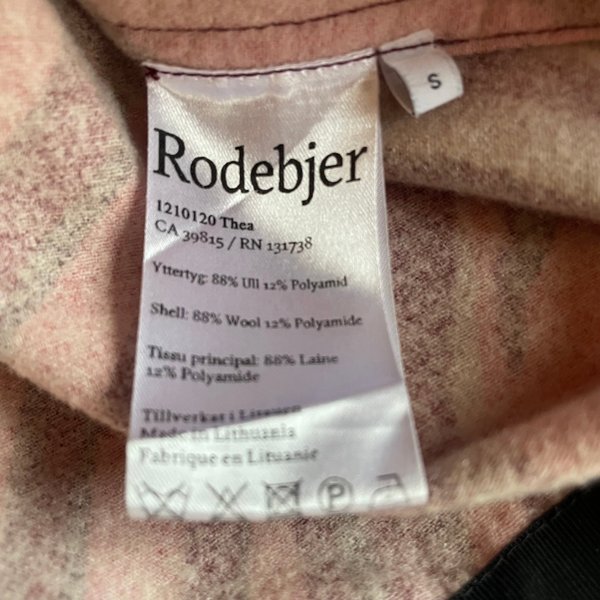 S
Rodebjer
1210120 Thea
CA 39815 / RN 131738
Yttertyg: 88% Ull 12% Polyamid
Shell: 88% Wool 12% Polyamide
Tissu principal: 88% Laine
12% Polyamide
Tillverkat i
Made in Lithuania
Fabrique en Lituanie
P